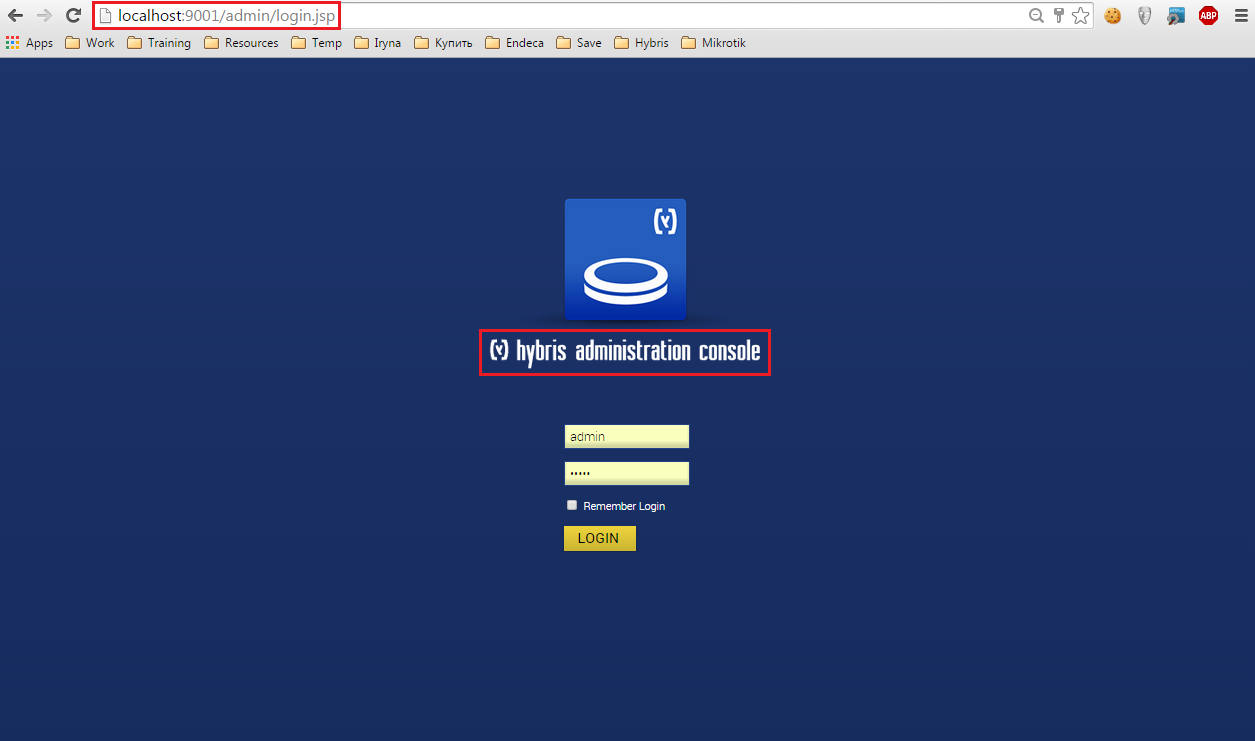 localhost:9001/admin/login.jsp
ABP
Apps Work Training Resources Temp Iryna Купить Endeca Save Hybris Mikrotik
(y)
(y) hybris administration console
admin
•••••
Remember Login
LOGIN